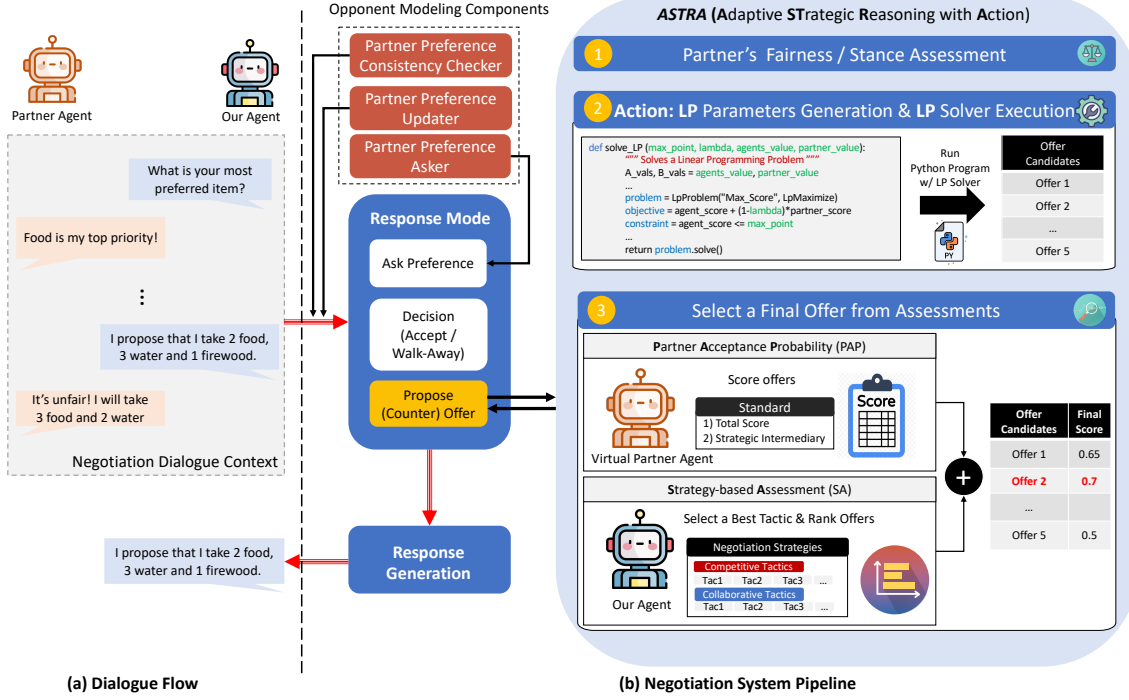 Partner Agent
Our Agent
What is your most
preferred item?
Food is my top priority!
...
I propose that I take 2 food,
3 water and 1 firewood.
It's unfair! I will take
3 food and 2 water
Negotiation Dialogue Context
I propose that I take 2 food,
3 water and 1 firewood.
(a) Dialogue Flow
Opponent Modeling Components
Partner Preference
Consistency Checker
Partner Preference
Updater
Partner Preference
Asker
Response Mode
Ask Preference
Decision
(Accept /
Walk-Away)
Propose
(Counter) Offer
Response
Generation
ASTRA (Adaptive STrategic Reasoning with Action)
1
Partner's Fairness / Stance Assessment
2
Action: LP Parameters Generation & LP Solver Execution
def solve_LP (max_point, lambda, agents_value, partner_value):
""" Solves a Linear Programming Problem """
A_vals, B_vals = agents_value, partner_value
...
problem = LpProblem("Max_Score", LpMaximize)
objective = agent_score + (1-lambda)*partner_score
constraint = agent_score <= max_point
...
return problem.solve()
Run
Python Program
w/ LP Solver
PY
Offer
Candidates
Offer 1
Offer 2
...
Offer 5
3
Select a Final Offer from Assessments
Partner Acceptance Probability (PAP)
Score offers
Standard
1) Total Score
2) Strategic Intermediary
Virtual Partner Agent
Score
Strategy-based Assessment (SA)
Select a Best Tactic & Rank Offers
Negotiation Strategies
Competitive Tactics
Tac1 Tac2 Tac3 ...
Collaborative Tactics
Tac1 Tac2 Tac3 ...
Our Agent
+
Offer
Candidates
Final
Score
Offer 1 0.65
Offer 2 0.7
...
Offer 5 0.5
(b) Negotiation System Pipeline